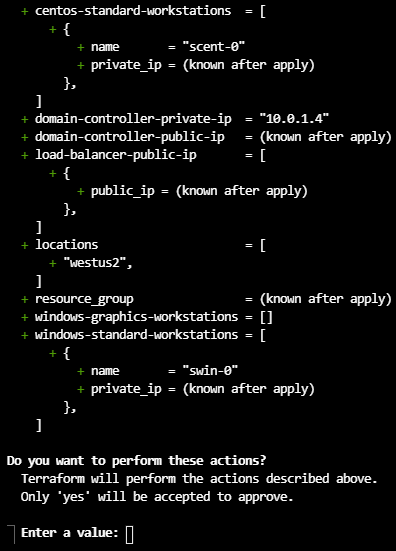 + centos-standard-workstations = [
+ {
+ name = "scent-0"
+ private_ip = (known after apply)
},
]
+ domain-controller-private-ip = "10.0.1.4"
+ domain-controller-public-ip = (known after apply)
+ load-balancer-public-ip = [
+ {
+ public_ip = (known after apply)
},
]
+ locations = [
+ "westus2",
]
+ resource_group = (known after apply)
+ windows-graphics-workstations = []
+ windows-standard-workstations = [
+ {
+ name = "swin-0"
+ private_ip = (known after apply)
},
]
Do you want to perform these actions?
Terraform will perform the actions described above.
Only 'yes' will be accepted to approve.
Enter a value: